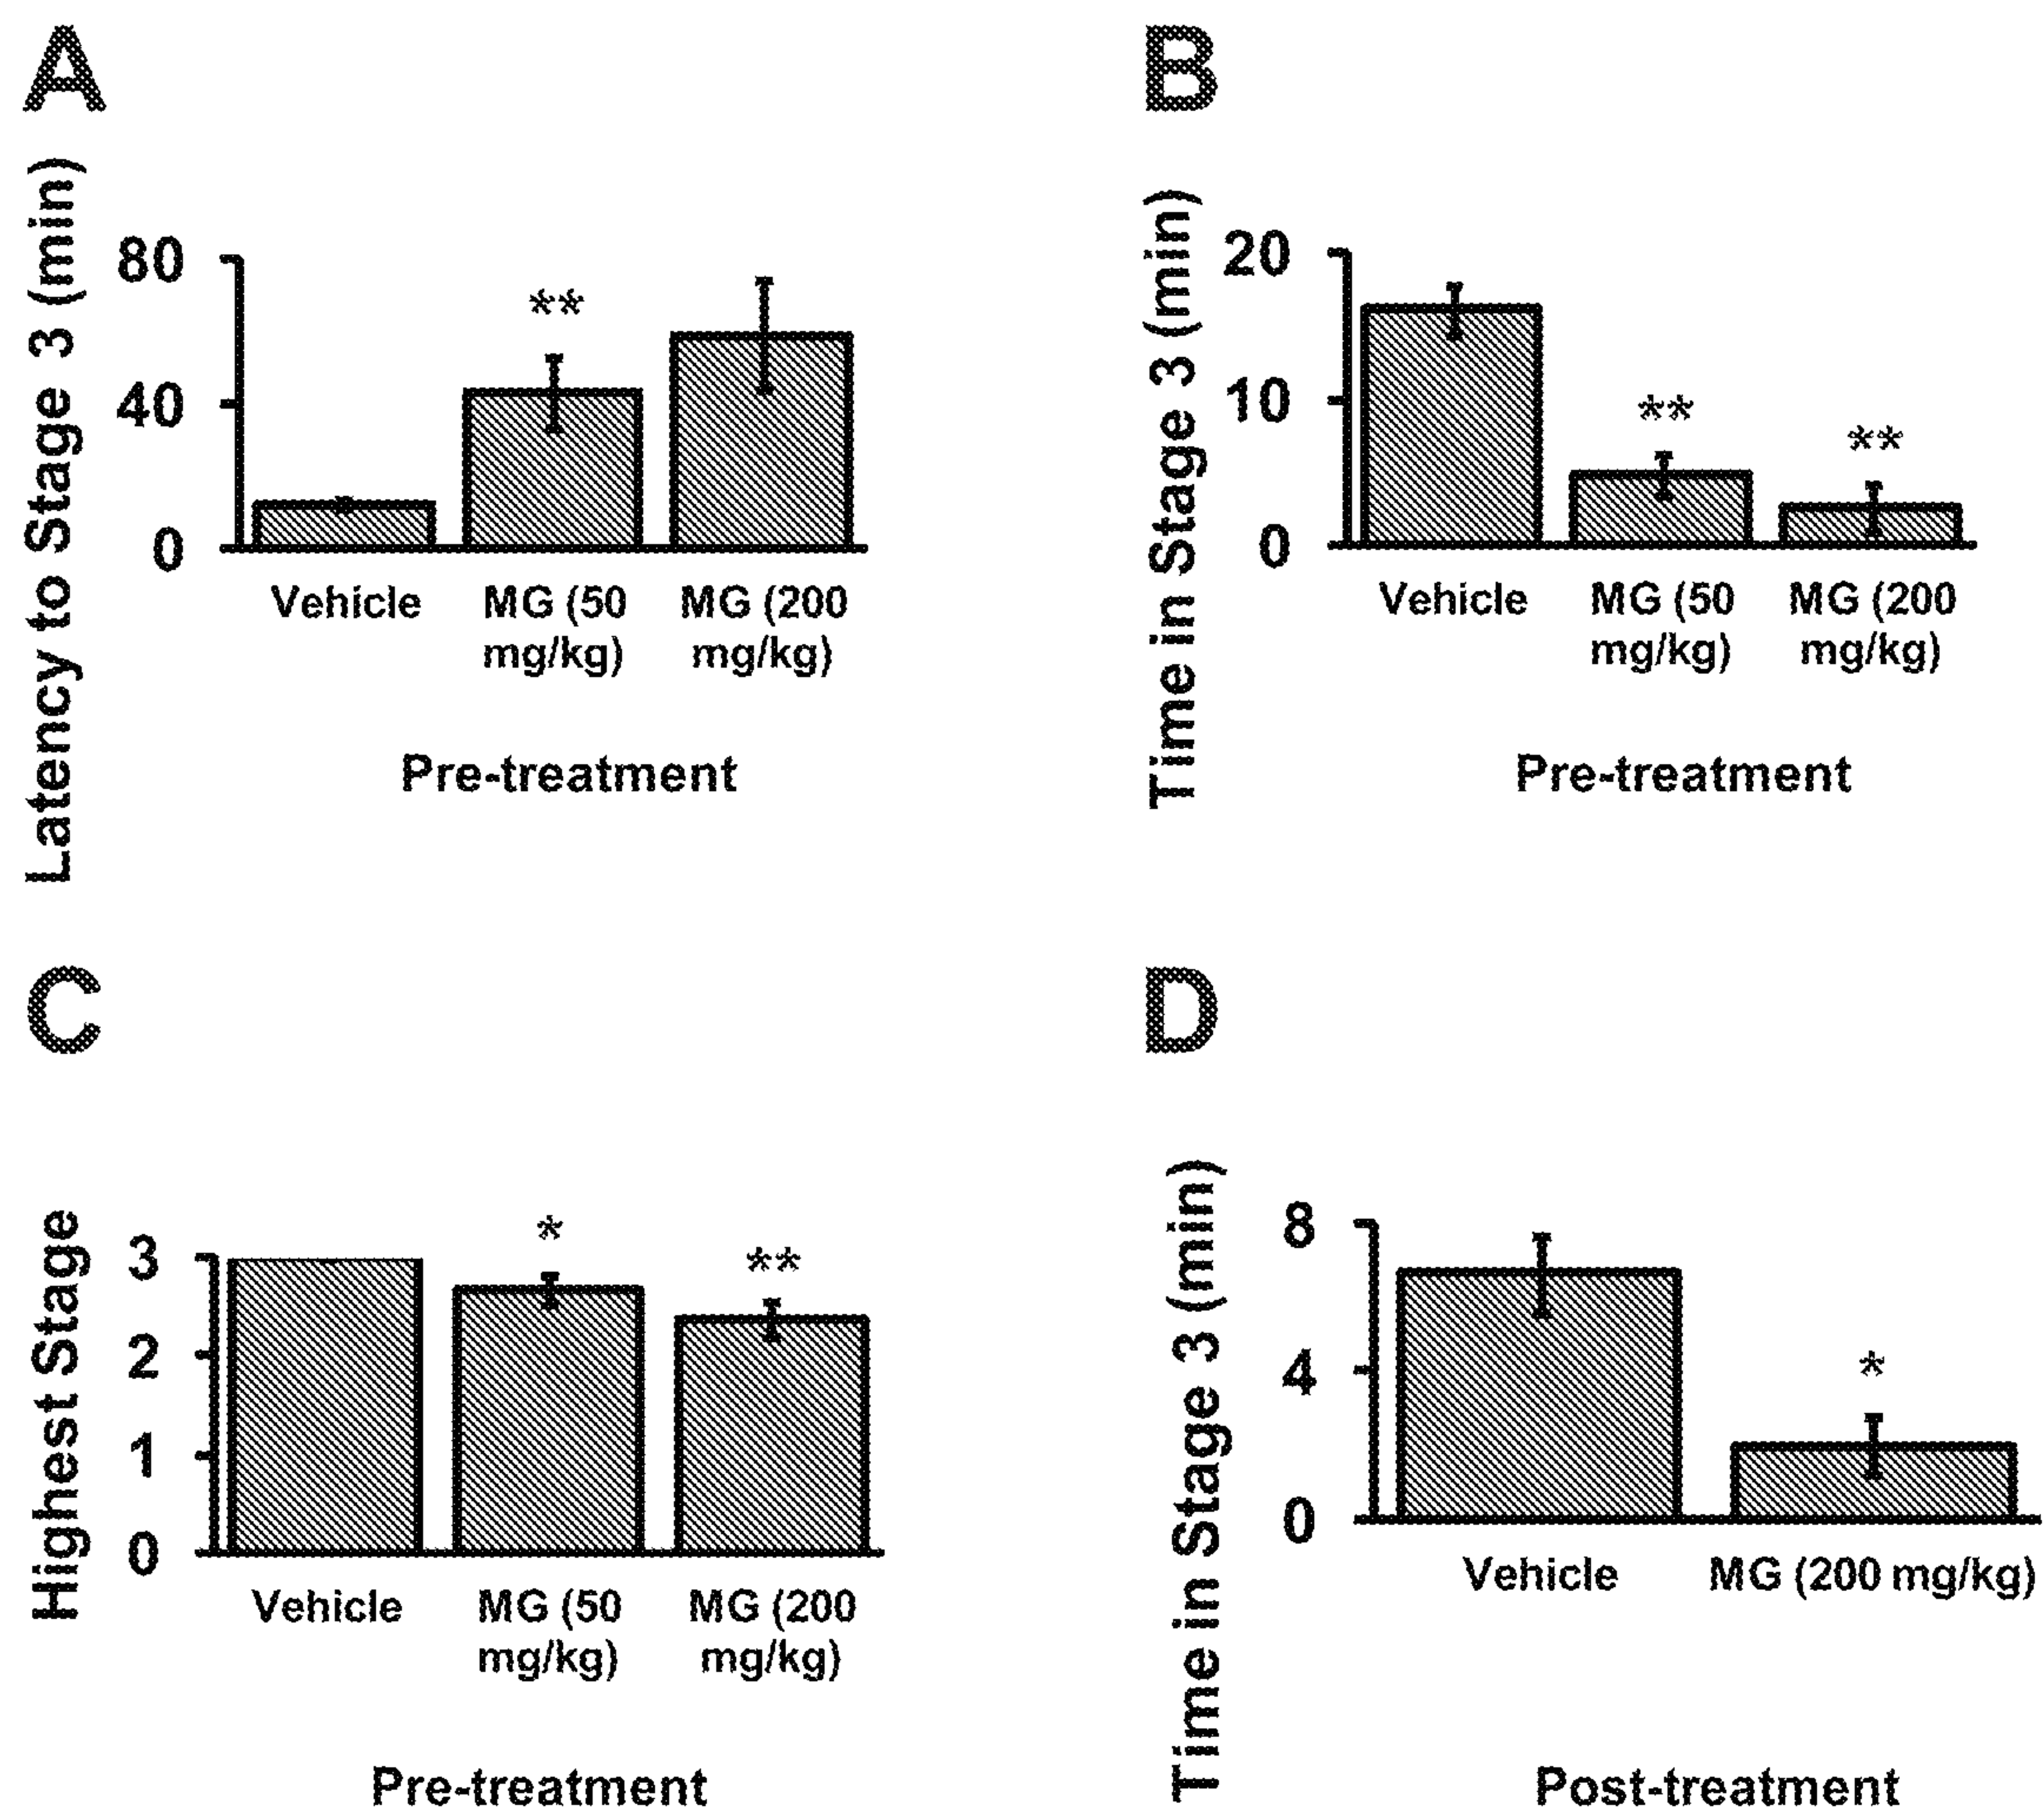 A
Latency to Stage 3 (min)
80
40
0
**
Vehicle
MG (50
mg/kg)
MG (200
mg/kg)
Pre-treatment
B
Time in Stage 3 (min)
20
10
0
**
**
Vehicle
MG (50
mg/kg)
MG (200
mg/kg)
Pre-treatment
C
Highest Stage
3
2
1
0
*
**
Vehicle
MG (50
mg/kg)
MG (200
mg/kg)
Pre-treatment
D
Time in Stage 3 (min)
8
4
0
*
Vehicle
MG (200 mg/kg)
Post-treatment